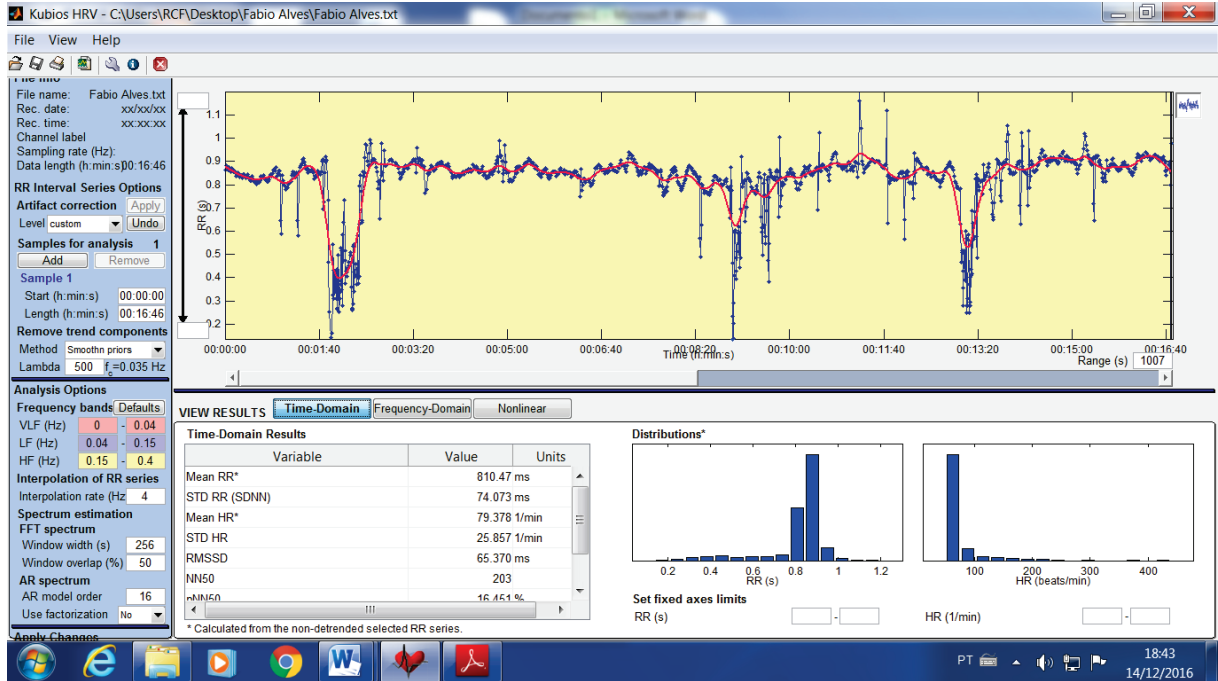 Kubios HRV - C:\Users\RCF\Desktop\Fabio Alves\Fabio Alves.txt
File View Help
File Info
File name: Fabio Alves.txt
Rec. date: xx/xx/xx
Rec. time: xx:xx:xx
Channel label
Sampling rate (Hz):
Data length (h:min:s) 00:16:46
RR Interval Series Options
Artifact correction Apply
Level custom Undo
Samples for analysis 1
Add Remove
Sample 1
Start (h:min:s) 00:00:00
Length (h:min:s) 00:16:46
Remove trend components
Method Smoothn priors
Lambda 500 fc=0.035 Hz
Analysis Options
Frequency bands Defaults
VLF (Hz) 0 - 0.04
LF (Hz) 0.04 - 0.15
HF (Hz) 0.15 - 0.4
Interpolation of RR series
Interpolation rate (Hz 4
Spectrum estimation
FFT spectrum
Window width (s) 256
Window overlap (%) 50
AR spectrum
AR model order 16
Use factorization No
Apply Changes
1.1
1
0.9
0.8
0.7
0.6
0.5
0.4
0.3
0.2
RR (s)
00:00:00 00:01:40 00:03:20 00:05:00 00:06:40 00:08:20 00:10:00 00:11:40 00:13:20 00:15:00 00:16:40
Time (h:min:s)
Range (s) 1007
VIEW RESULTS Time-Domain Frequency-Domain Nonlinear
Time-Domain Results
Variable Value Units
Mean RR* 810.47 ms
STD RR (SDNN) 74.073 ms
Mean HR* 79.378 1/min
STD HR 25.857 1/min
RMSSD 65.370 ms
NN50 203
pNN50 16.451 %
* Calculated from the non-detrended selected RR series.
Distributions*
0.2 0.4 0.6 0.8 1 1.2
RR (s)
100 200 300 400
HR (beats/min)
Set fixed axes limits
RR (s) -
HR (1/min) -
PT
18:43
14/12/2016